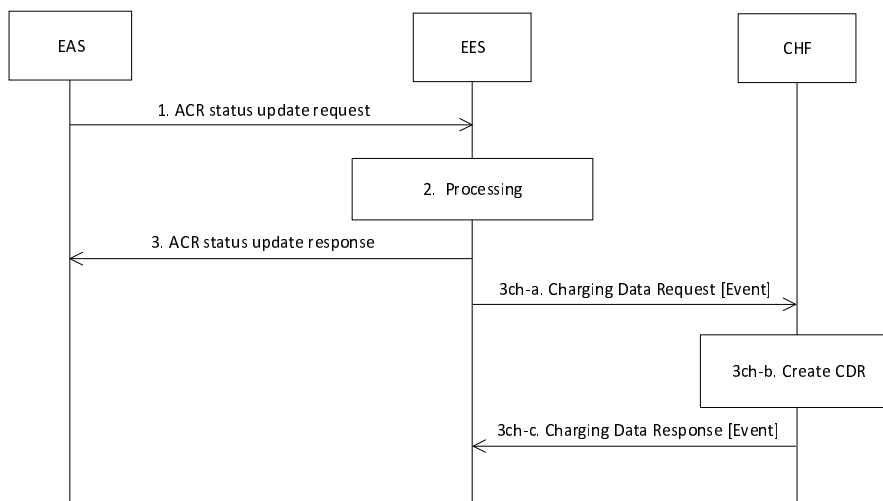 EAS
EES
CHF
1. ACR status update request
2. Processing
3. ACR status update response
3ch-a. Charging Data Request [Event]
3ch-b. Create CDR
3ch-c. Charging Data Response [Event]